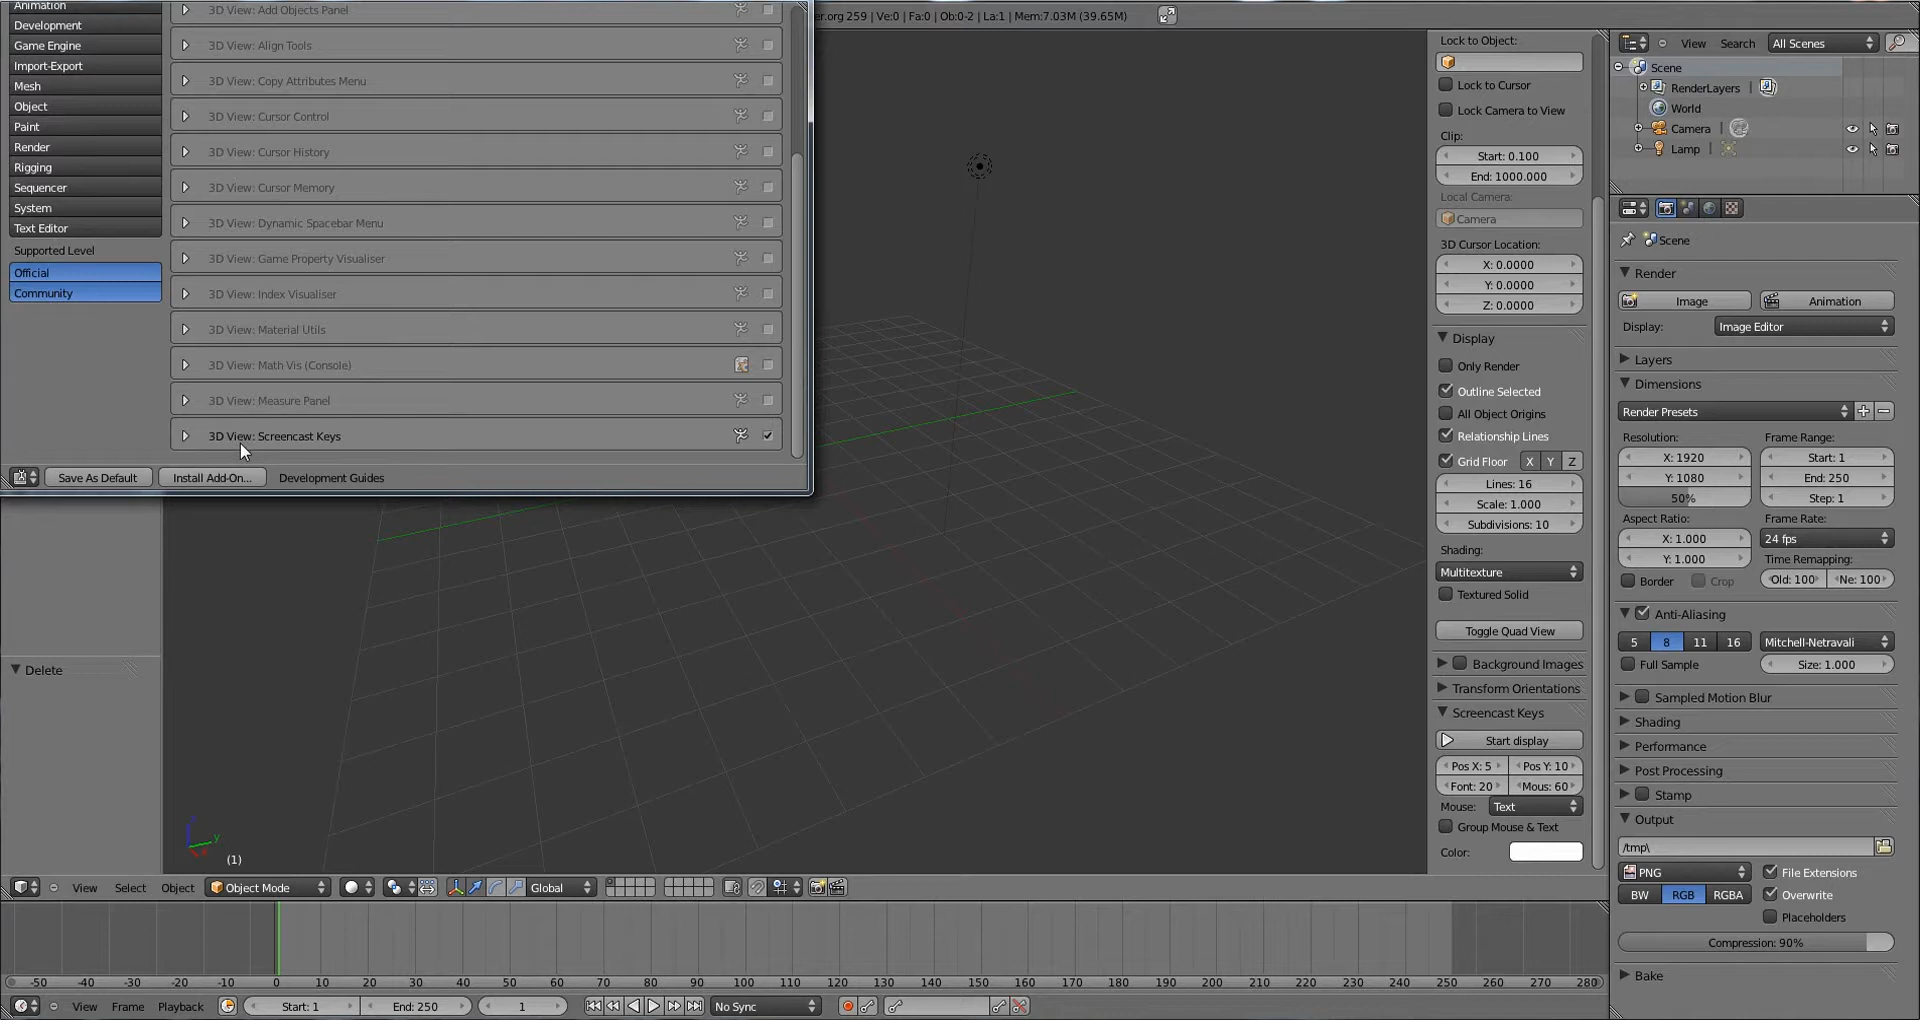 Animation
Development
Game Engine
Import-Export
Mesh
Object
Paint
Render
Rigging
Sequencer
System
Text Editor
Supported Level
Official
Community
3D View: Add Objects Panel
3D View: Align Tools
3D View: Copy Attributes Menu
3D View: Cursor Control
3D View: Cursor History
3D View: Cursor Memory
3D View: Dynamic Spacebar Menu
3D View: Game Property Visualiser
3D View: Index Visualiser
3D View: Material Utils
3D View: Math Vis (Console)
3D View: Measure Panel
3D View: Screencast Keys
Save As Default Install Add-On... Development Guides
er.org 259 | Ve:0 | Fa:0 | Ob:0-2 | La:1 | Mem:7.03M (39.65M)
Delete
z
y
(1)
Lock to Object:
Lock to Cursor
Lock Camera to View
Clip:
Start: 0.100
End: 1000.000
Local Camera:
Camera
3D Cursor Location:
X: 0.0000
Y: 0.0000
Z: 0.0000
Display
Only Render
Outline Selected
All Object Origins
Relationship Lines
Grid Floor X Y Z
Lines: 16
Scale: 1.000
Subdivisions: 10
Shading:
Multitexture
Textured Solid
Toggle Quad View
Background Images
Transform Orientations
Screencast Keys
Start display
Pos X: 5 Pos Y: 10
Font: 20 Mous: 60
Mouse: Text
Group Mouse & Text
Color:
View Search All Scenes
Scene
RenderLayers |
World
Camera |
Lamp |
Scene
Render
Image Animation
Display: Image Editor
Layers
Dimensions
Render Presets
Resolution: Frame Range:
X: 1920 Start: 1
Y: 1080 End: 250
50% Step: 1
Aspect Ratio: Frame Rate:
X: 1.000 24 fps
Y: 1.000 Time Remapping:
Border Crop Old: 100 Ne: 100
Anti-Aliasing
5 8 11 16 Mitchell-Netravali
Full Sample Size: 1.000
Sampled Motion Blur
Shading
Performance
Post Processing
Stamp
Output
/tmp\
PNG File Extensions
BW RGB RGBA Overwrite
Placeholders
Compression: 90%
Bake
View Select Object Object Mode Global
-50 -40 -30 -20 -10 0 10 20 30 40 50 60 70 80 90 100 110 120 130 140 150 160 170 180 190 200 210 220 230 240 250 260 270 280
View Frame Playback Start: 1 End: 250 1 No Sync